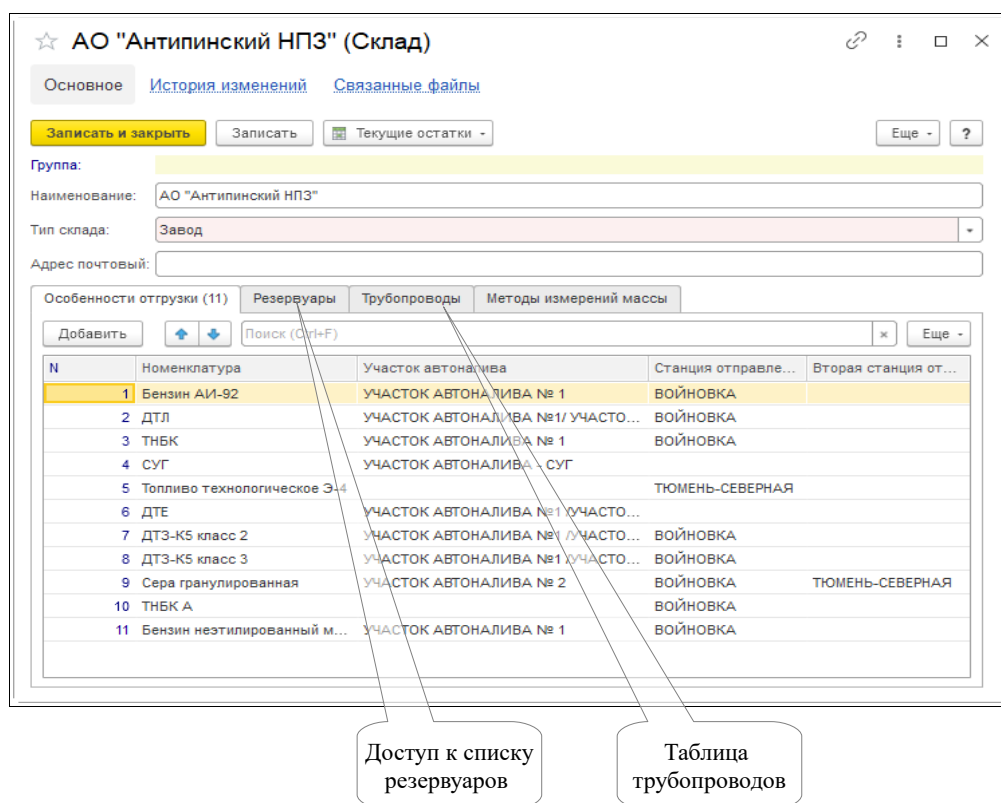 АО "Антипинский НПЗ" (Склад)
Основное История изменений Связанные файлы
Записать и закрыть Записать Текущие остатки Еще ?
Группа:
Наименование: АО "Антипинский НПЗ"
Тип склада: Завод
Адрес почтовый:
Особенности отгрузки (11) Резервуары Трубопроводы Методы измерений массы
Добавить Поиск (Ctrl+F) × Еще
N Номенклатура Участок автоналива Станция отправле... Вторая станция от...
1 Бензин АИ-92 УЧАСТОК АВТОНАЛИВА № 1 ВОЙНОВКА
2 ДТЛ УЧАСТОК АВТОНАЛИВА №1/ УЧАСТО... ВОЙНОВКА
3 ТНБК УЧАСТОК АВТОНАЛИВА № 1 ВОЙНОВКА
4 СУГ УЧАСТОК АВТОНАЛИВА - СУГ
5 Топливо технологическое Э-4 ТЮМЕНЬ-СЕВЕРНАЯ
6 ДТЕ УЧАСТОК АВТОНАЛИВА №1 /УЧАСТО...
7 ДТЗ-К5 класс 2 УЧАСТОК АВТОНАЛИВА №1 /УЧАСТО... ВОЙНОВКА
8 ДТЗ-К5 класс 3 УЧАСТОК АВТОНАЛИВА №1 /УЧАСТО... ВОЙНОВКА
9 Сера гранулированная УЧАСТОК АВТОНАЛИВА № 2 ВОЙНОВКА ТЮМЕНЬ-СЕВЕРНАЯ
10 ТНБК А ВОЙНОВКА
11 Бензин неэтилированный м... УЧАСТОК АВТОНАЛИВА № 1 ВОЙНОВКА
Доступ к списку
резервуаров
Таблица
трубопроводов